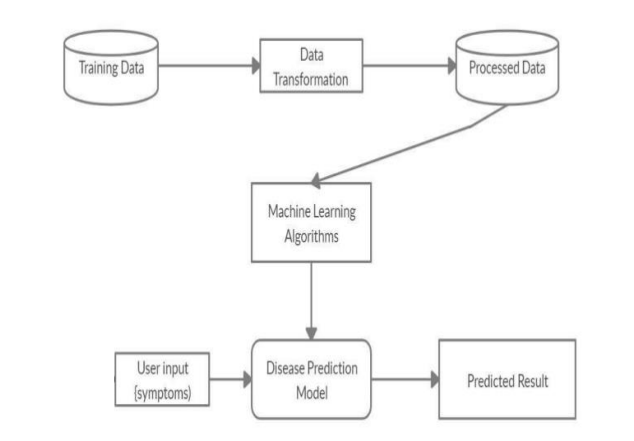 Training Data
Data
Transformation
Processed Data
Machine Learning
Algorithms
User input
(symptoms)
Disease Prediction
Model
Predicted Result